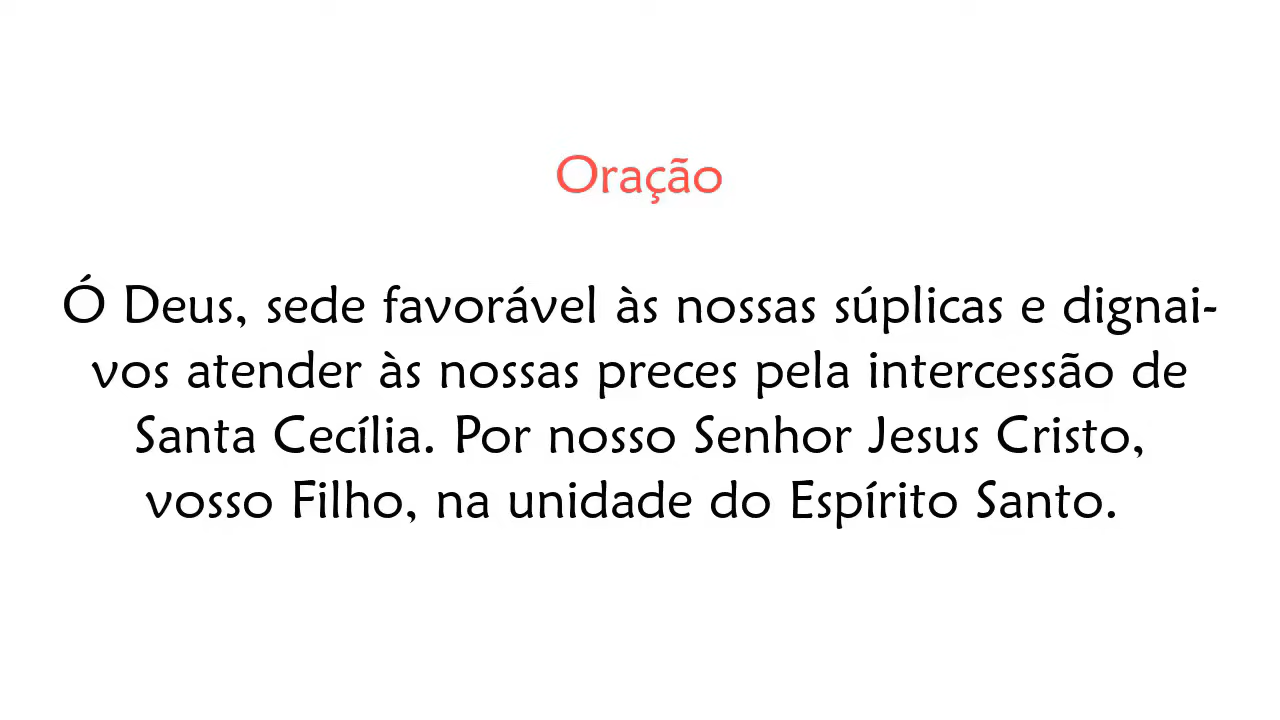 Oração
Ó Deus, sede favorável às nossas súplicas e dignai-
vos atender às nossas preces pela intercessão de
Santa Cecília. Por nosso Senhor Jesus Cristo,
vosso Filho, na unidade do Espírito Santo.